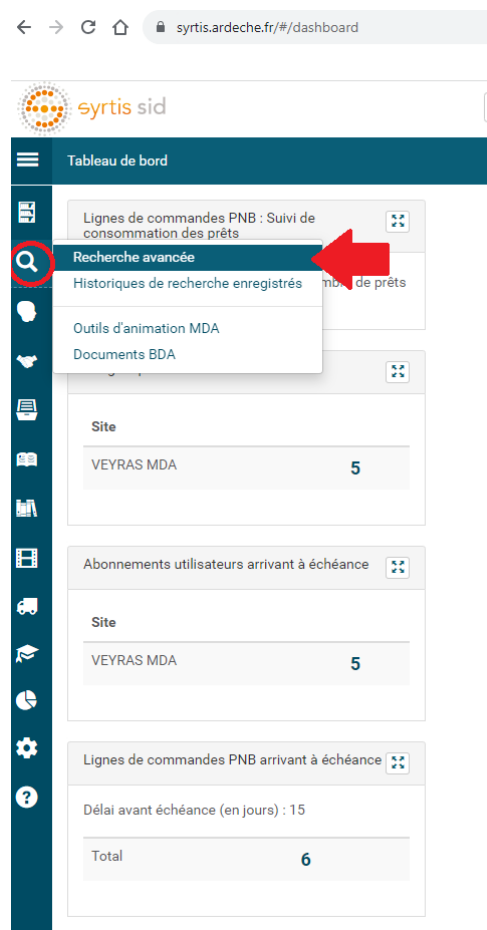 syrtis.ardeche.fr/#/dashboard
syrtis sid
Tableau de bord
Lignes de commandes PNB : Suivi de
consommation des prêts
Recherche avancée
Historiques de recherche enregistrés
de prêts
Outils d'animation MDA
Documents BDA
Site
VEYRAS MDA 5
Abonnements utilisateurs arrivant à échéance
Site
VEYRAS MDA 5
Lignes de commandes PNB arrivant à échéance
Délai avant échéance (en jours) : 15
Total 6